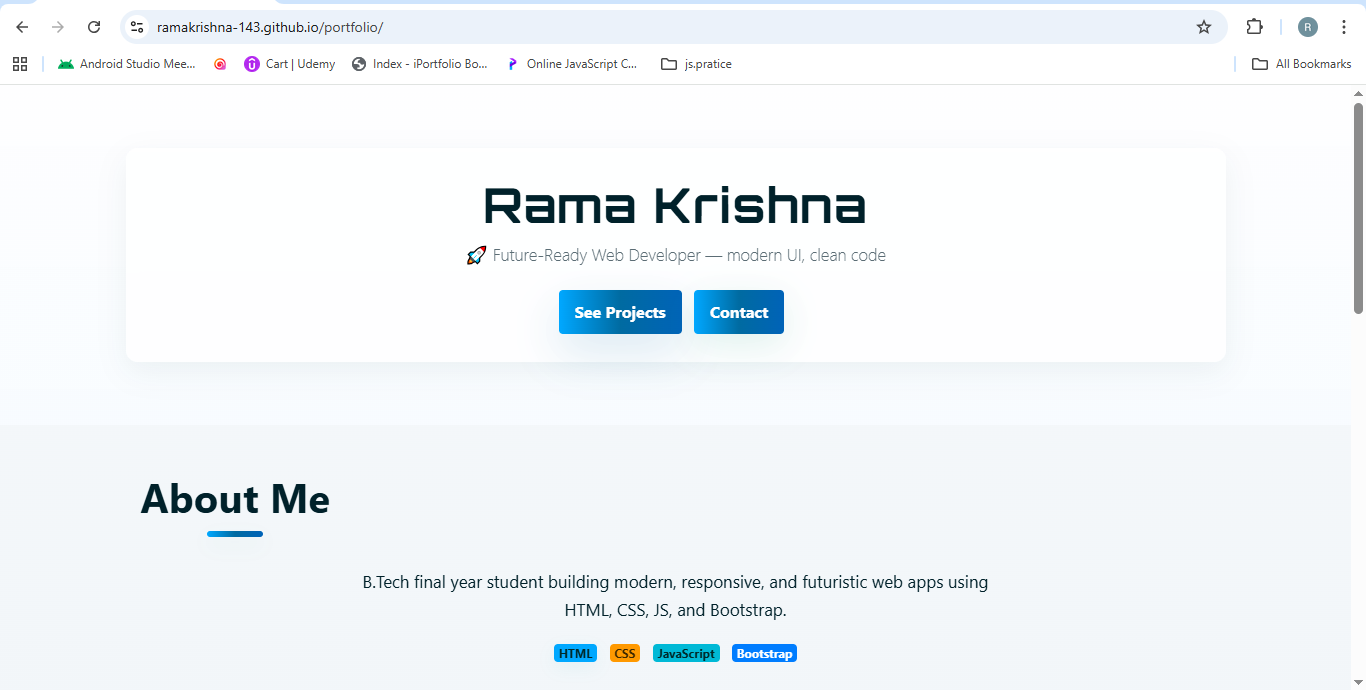 ramakrishna-143.github.io/portfolio/
R
Android Studio Mee...
Cart | Udemy
Index - iPortfolio Bo...
Online JavaScript C...
js.pratice
All Bookmarks
Rama Krishna
🚀 Future-Ready Web Developer — modern UI, clean code
See Projects Contact
About Me
B.Tech final year student building modern, responsive, and futuristic web apps using
HTML, CSS, JS, and Bootstrap.
HTML CSS JavaScript Bootstrap